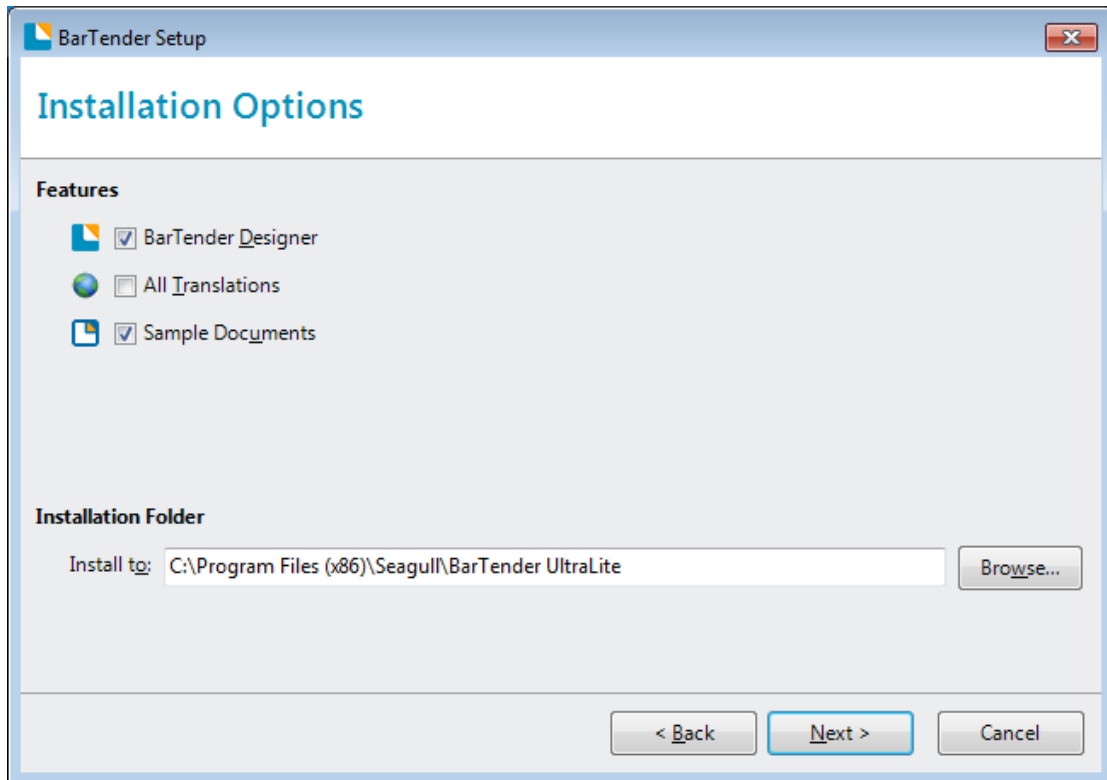 BarTender Setup
Installation Options
Features
BarTender Designer
All Translations
Sample Documents
Installation Folder
Install to: C:\Program Files (x86)\Seagull\BarTender UltraLite Browse...
< Back Next > Cancel